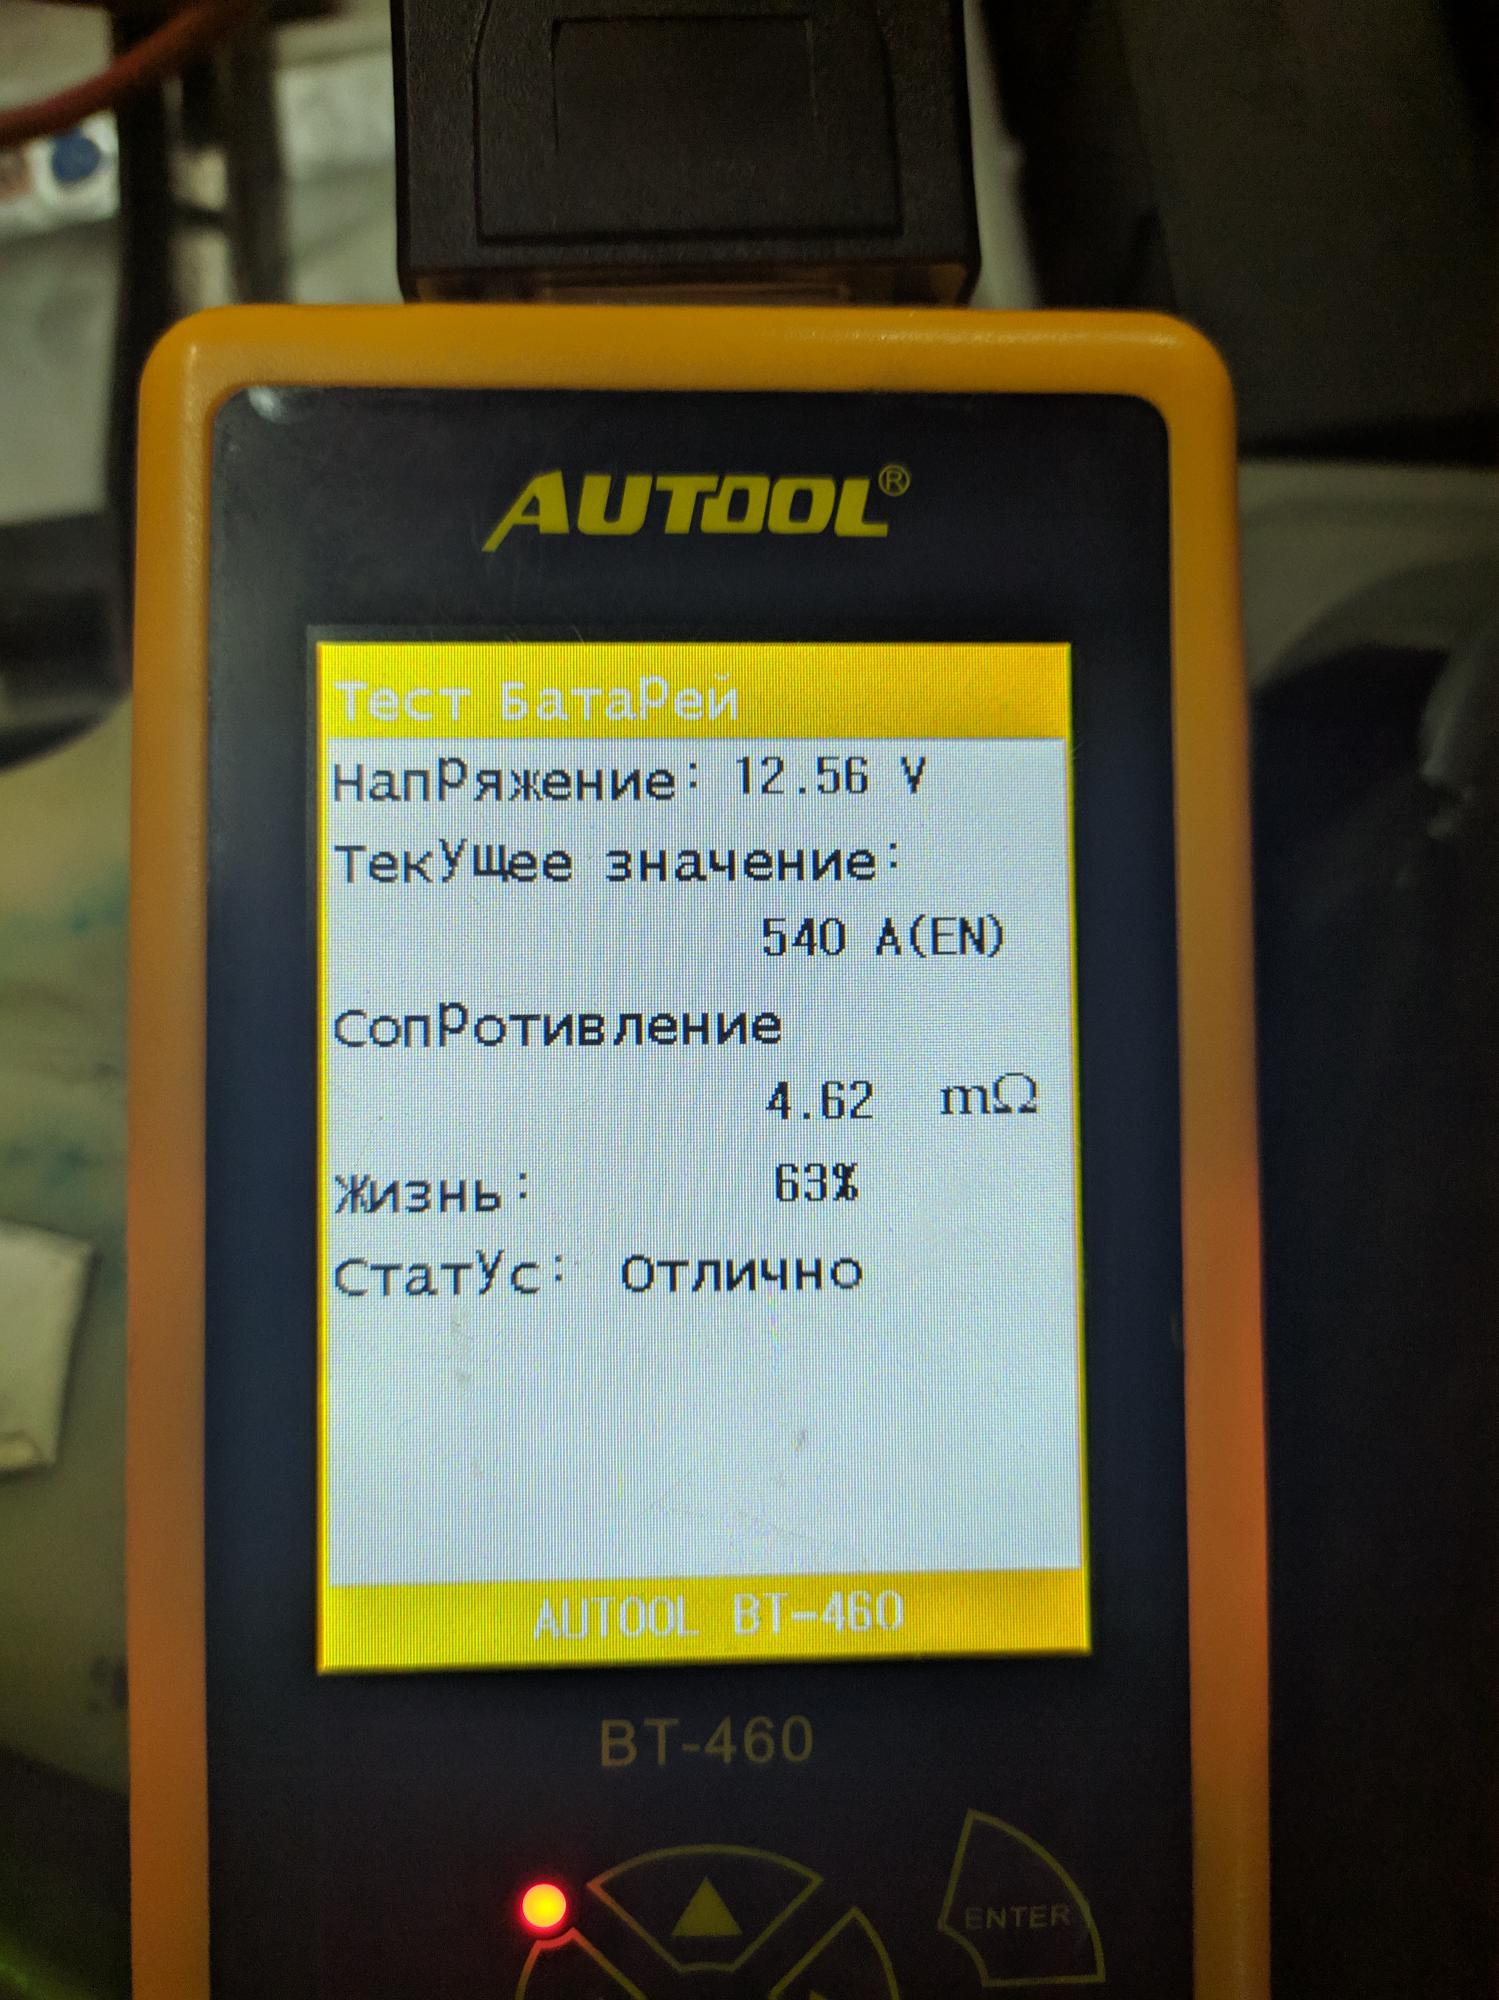 AUTOOL®
Тест Батарей
Напряжение: 12.56 V
Текущее значение:
540 A(EN)
Сопротивление
4.62 mΩ
Жизнь: 63%
Статус: Отлично
AUTOOL BT-460
BT-460
ENTER